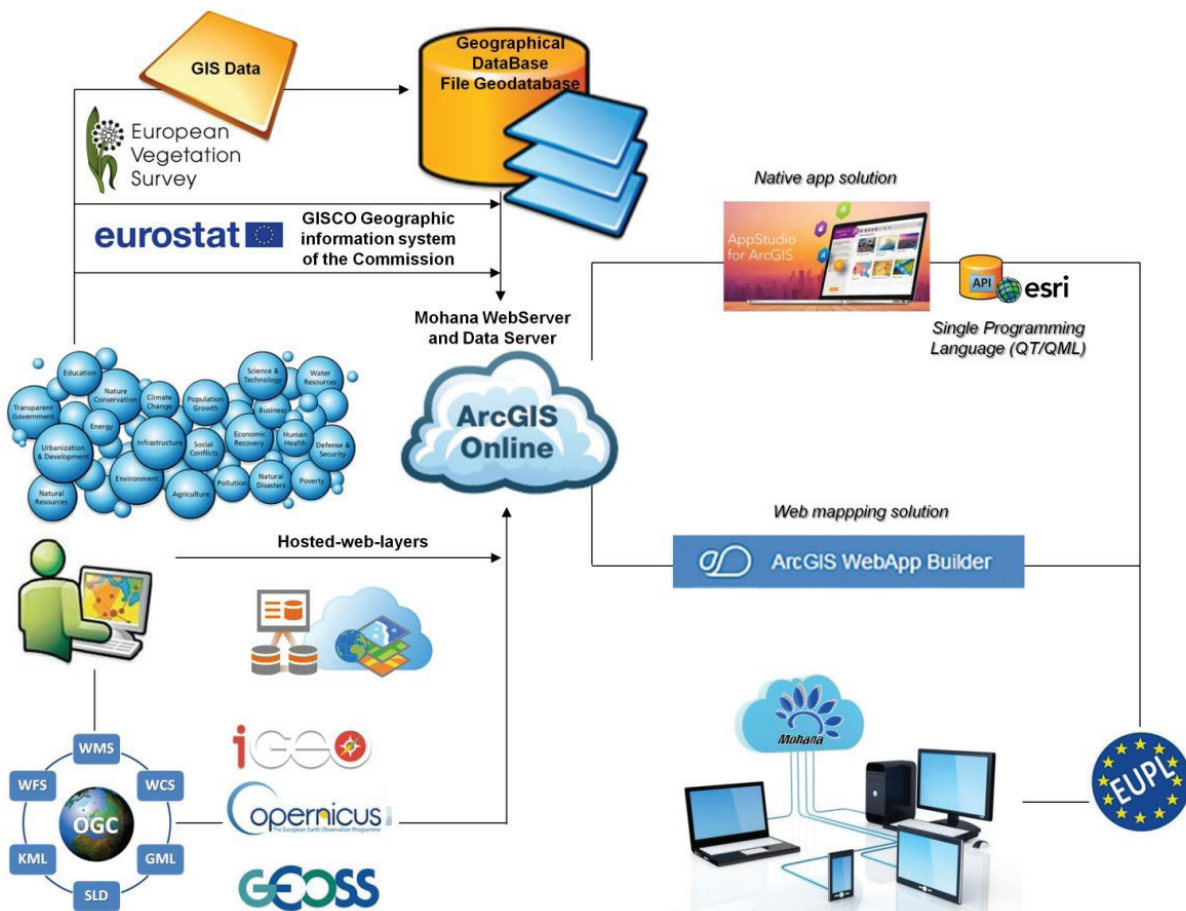 GIS Data
Geographical
DataBase
File Geodatabase
European
Vegetation
Survey
eurostat
GISCO Geographic
information system
of the Commission
Native app solution
AppStudio
for ArcGIS
API
esri
Single Programming
Language (QT/QML)
Mohana WebServer
and Data Server
ArcGIS
Online
Education
Science &
Technology
Water
Resources
Nature
Conservation
Climate
Change
Population
Growth
Transparent
Government
Business
Energy
Urbanization
& Development
Infrastructure
Social
Conflicts
Economic
Recovery
Human
Health
Defense &
Security
Environment
Natural
Resources
Agriculture
Pollution
Natural
Disasters
Poverty
Hosted-web-layers
Web mappping solution
ArcGIS WebApp Builder
Mohana
EUPL
WMS
WFS
WCS
OGC
KML
GML
SLD
iGEO
Copernicus
The European Earth Observation Programme
GEOSS